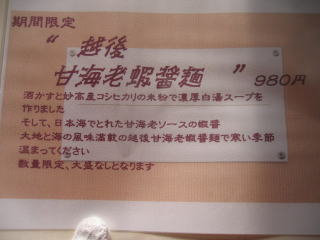 期間限定
“ 越後
甘海老蝦醤麺 ” 980円
酒かすと妙高産コシヒカリの米粉で濃厚白湯スープを
作りました
そして、日本海でとれた甘海老ソースの蝦醤
大地と海の風味満載の越後甘海老蝦醤麺で寒い季節
温まってください
数量限定、大盛なしとなります